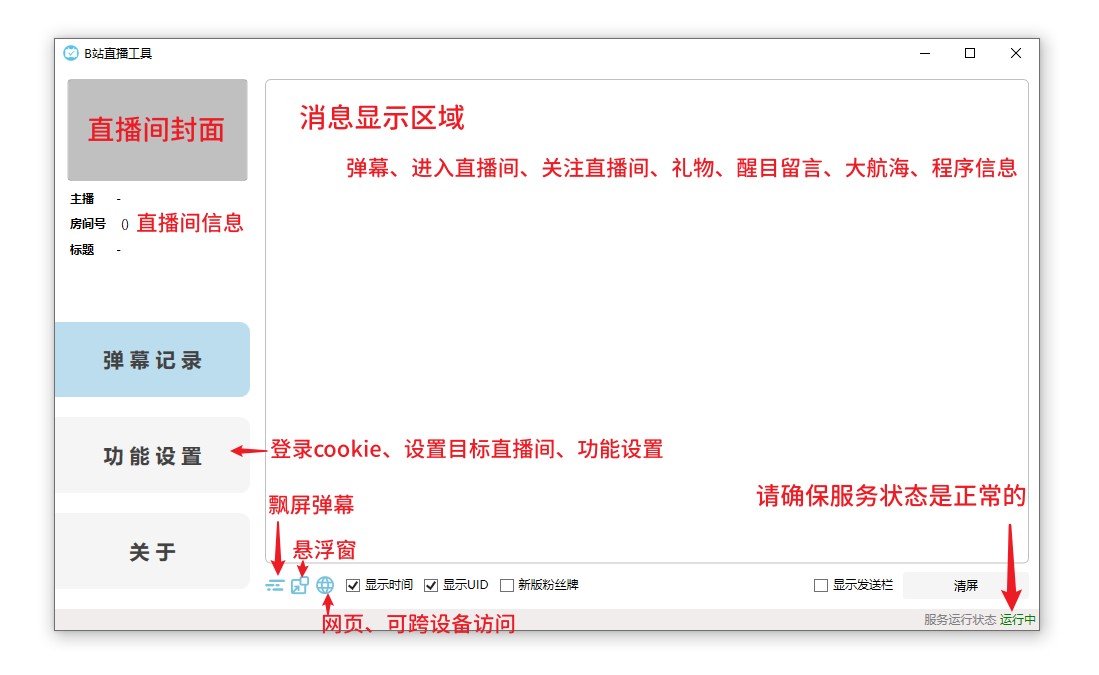 B站直播工具
直播间封面
消息显示区域
弹幕、进入直播间、关注直播间、礼物、醒目留言、大航海、程序信息
主播 -
房间号 0 直播间信息
标题 -
弹幕记录
功能设置
登录cookie、设置目标直播间、功能设置
飘屏弹幕
请确保服务状态是正常的
悬浮窗
关于
显示时间 显示UID 新版粉丝牌 显示发送栏 清屏
网页、可跨设备访问
服务运行状态 运行中